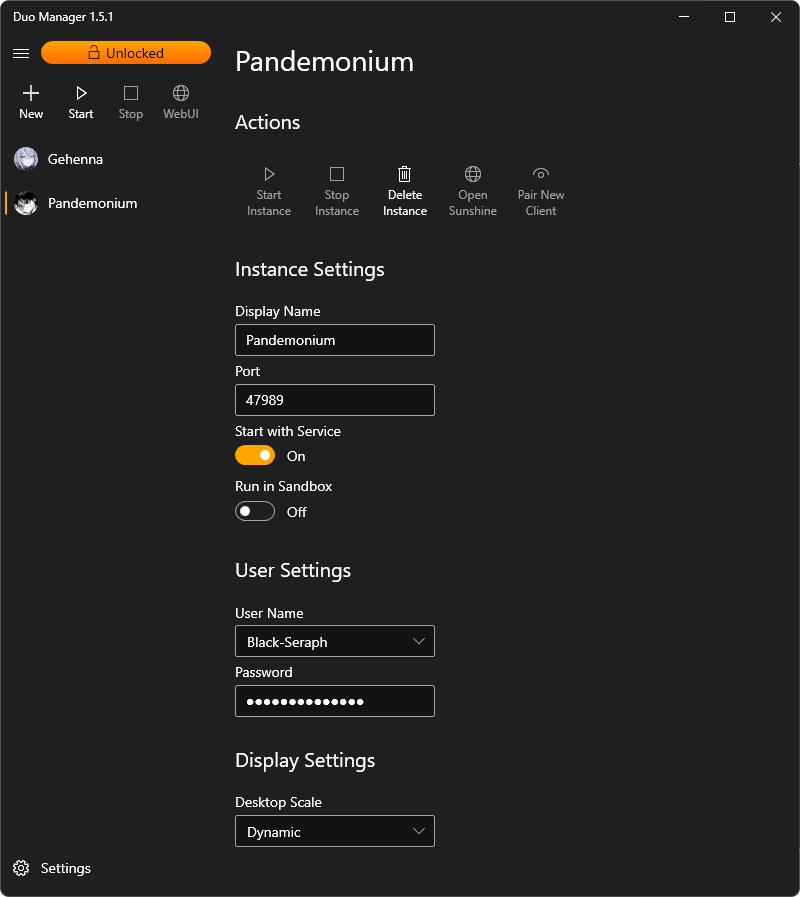 Duo Manager 1.5.1
Unlocked
New Start Stop WebUI
Gehenna
Pandemonium
Settings
Pandemonium
Actions
Start Instance
Stop Instance
Delete Instance
Open Sunshine
Pair New Client
Instance Settings
Display Name
Pandemonium
Port
47989
Start with Service
On
Run in Sandbox
Off
User Settings
User Name
Black-Seraph
Password
●●●●●●●●●●●●●●
Display Settings
Desktop Scale
Dynamic